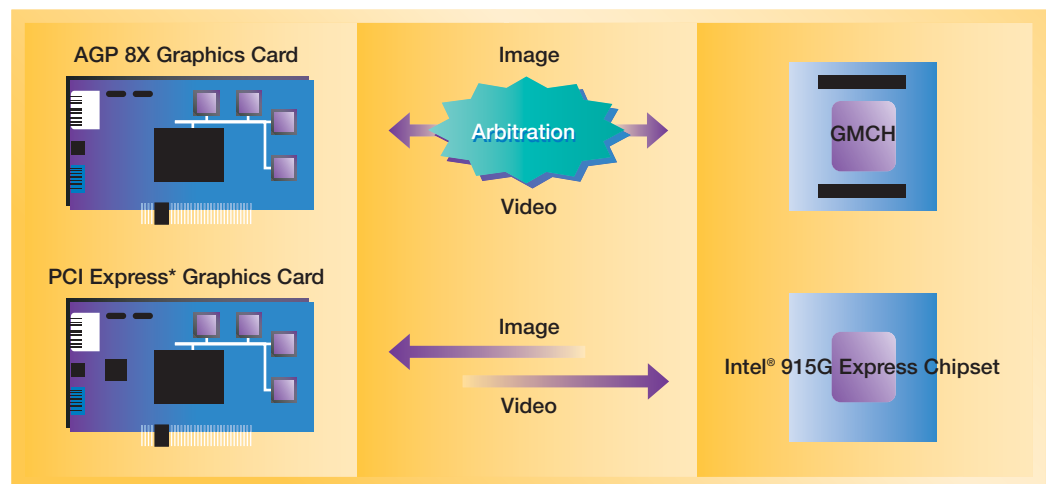 AGP 8X Graphics Card
Image
Arbitration
Video
GMCH
PCI Express* Graphics Card
Image
Video
Intel® 915G Express Chipset